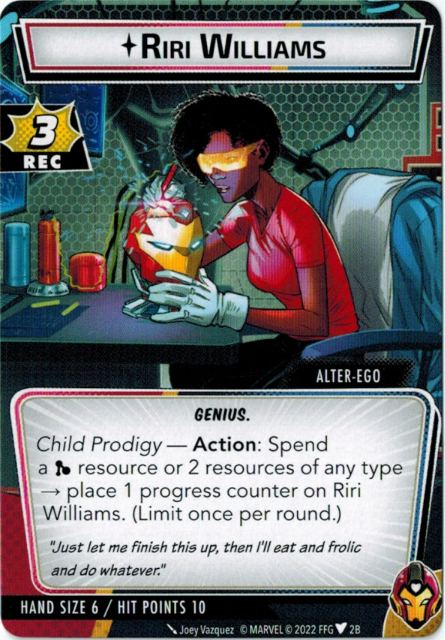 RIRI WILLIAMS
3
REC
ALTER-EGO
GENIUS.
Child Prodigy — Action: Spend
a resource or 2 resources of any type
→ place 1 progress counter on Riri
Williams. (Limit once per round.)
"Just let me finish this up, then I'll eat and frolic
and do whatever."
HAND SIZE 6 / HIT POINTS 10
Joey Vazquez © MARVEL © 2022 FFG 2B